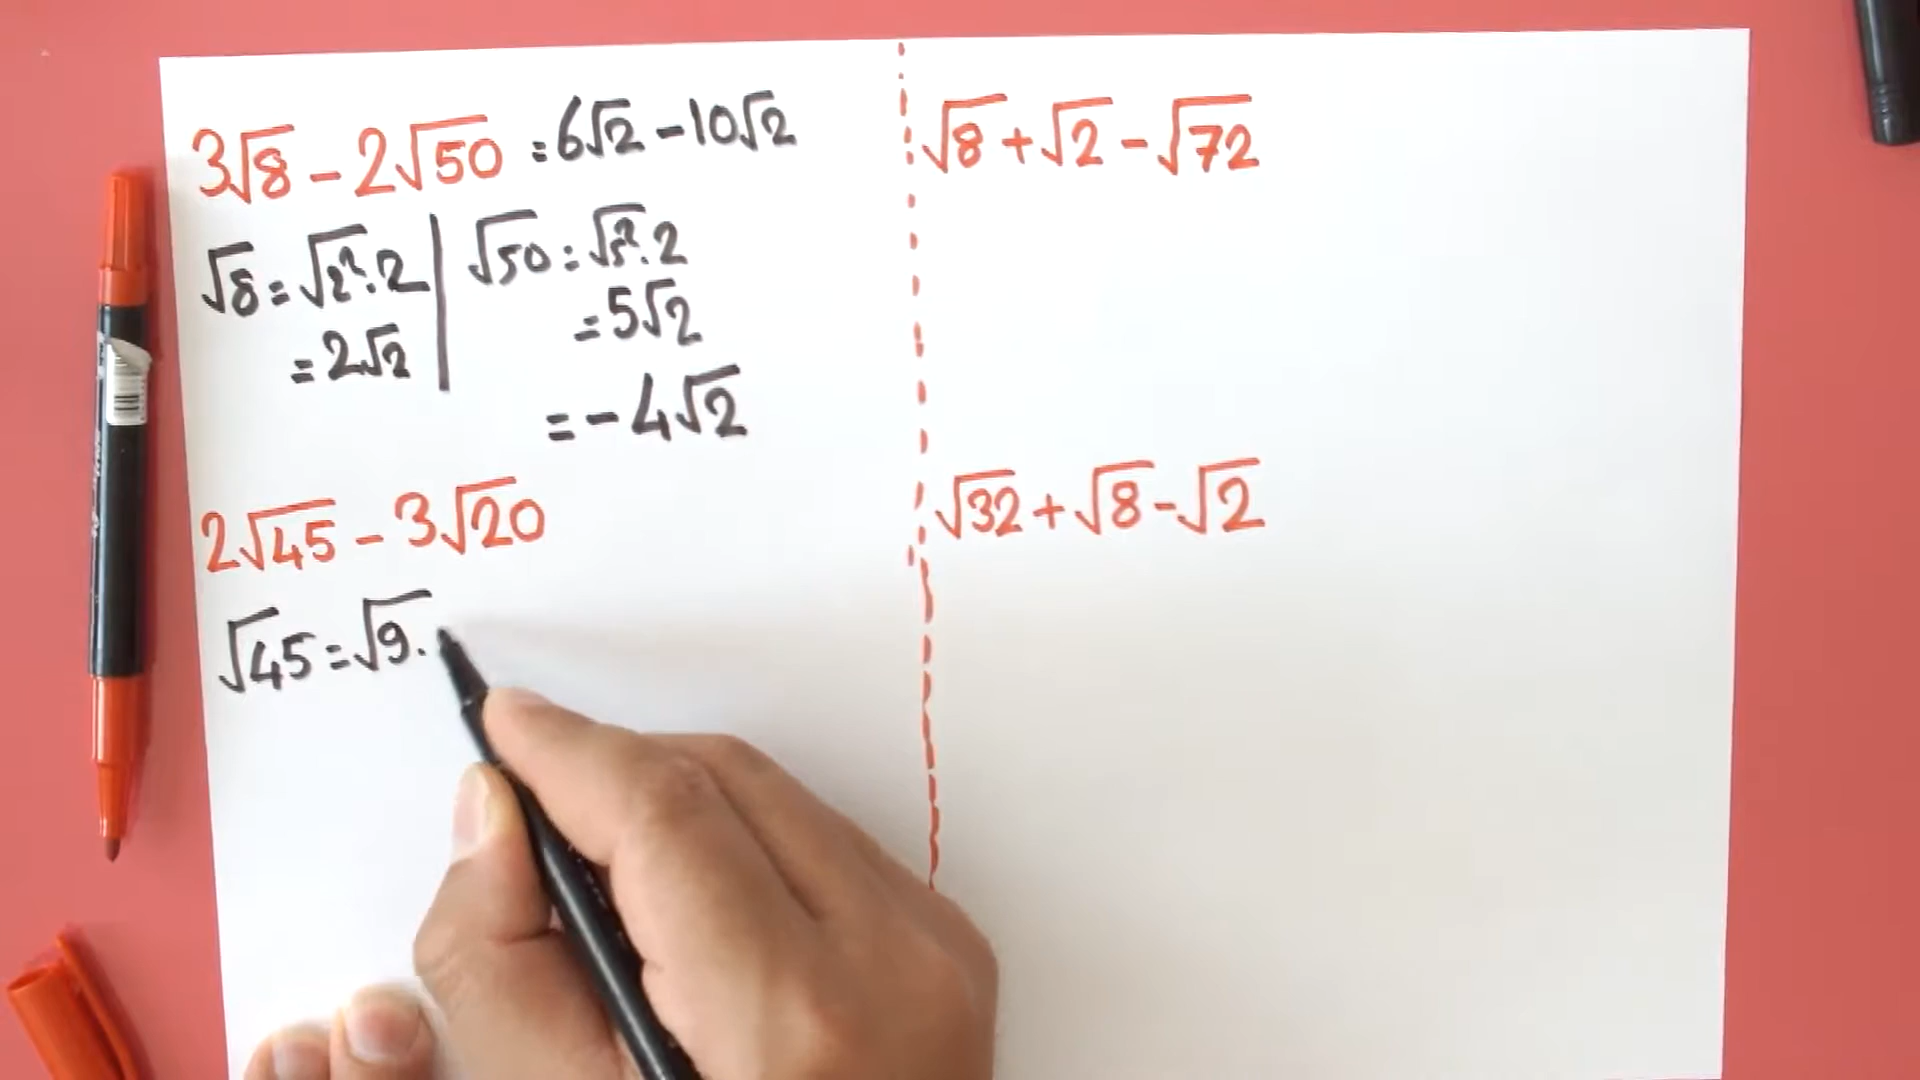 3√8 - 2√50 = 6√2 - 10√2
√8 = √2².2 | √50 = √5².2
= 2√2
= 5√2
= - 4√2
2√45 - 3√20
√45 = √9.
√8 + √2 - √72
√32 + √8 - √2